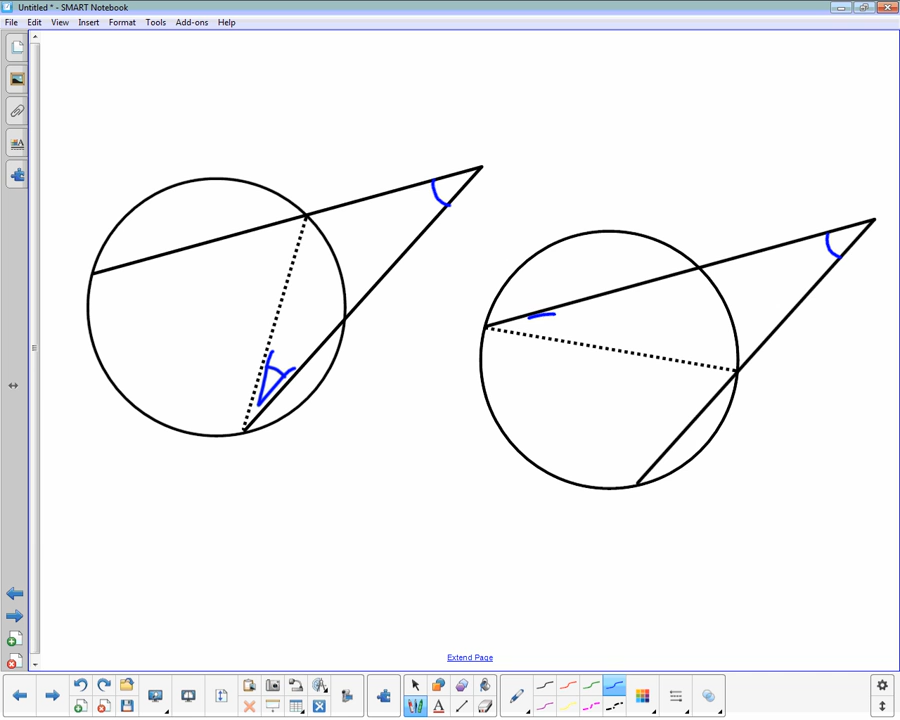 Untitled * - SMART Notebook
File Edit View Insert Format Tools Add-ons Help
Extend Page